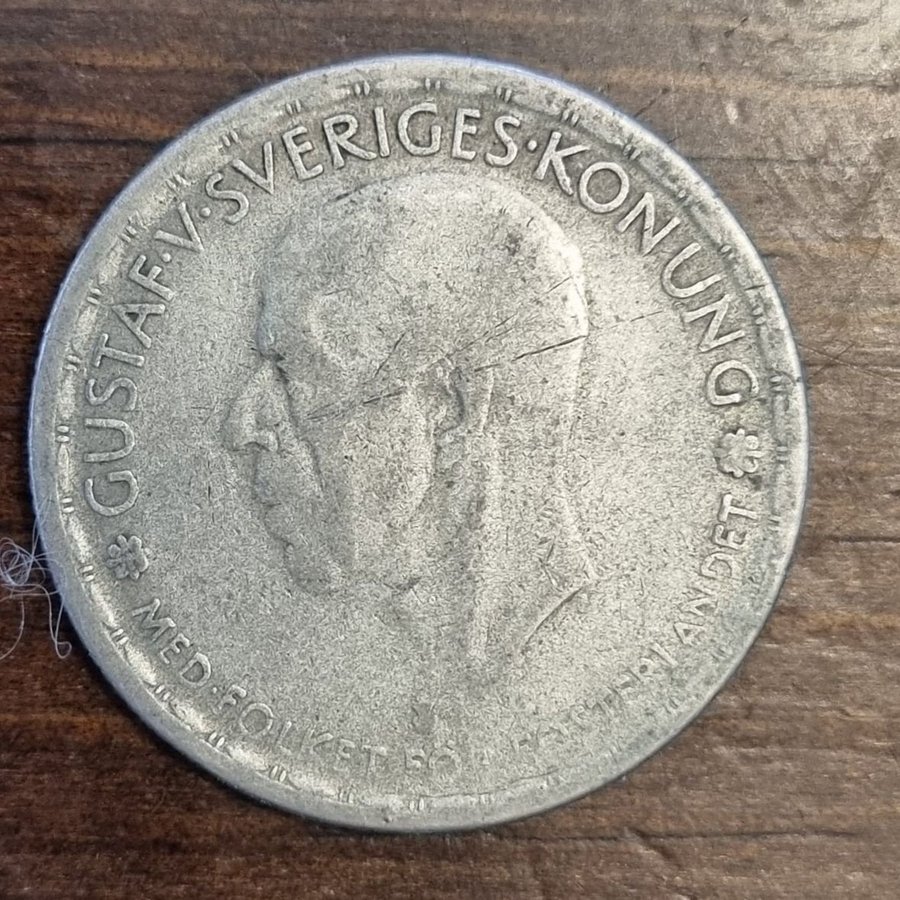 GUSTAF·V·SVERIGES·KONUNG
MED·FOLKET FÖR FOSTERLANDET